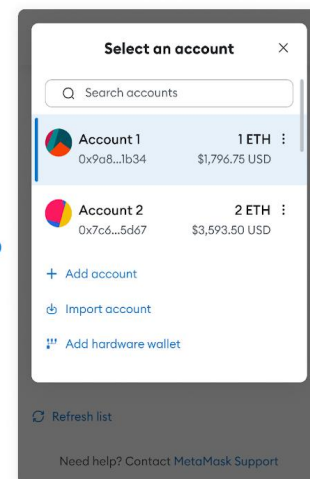 Select an account
Search accounts
Account 1 1 ETH
0x9a8...1b34 $1,796.75 USD
Account 2 2 ETH
0x7c6...5d67 $3,593.50 USD
+ Add account
Import account
Add hardware wallet
Refresh list
Need help? Contact MetaMask Support